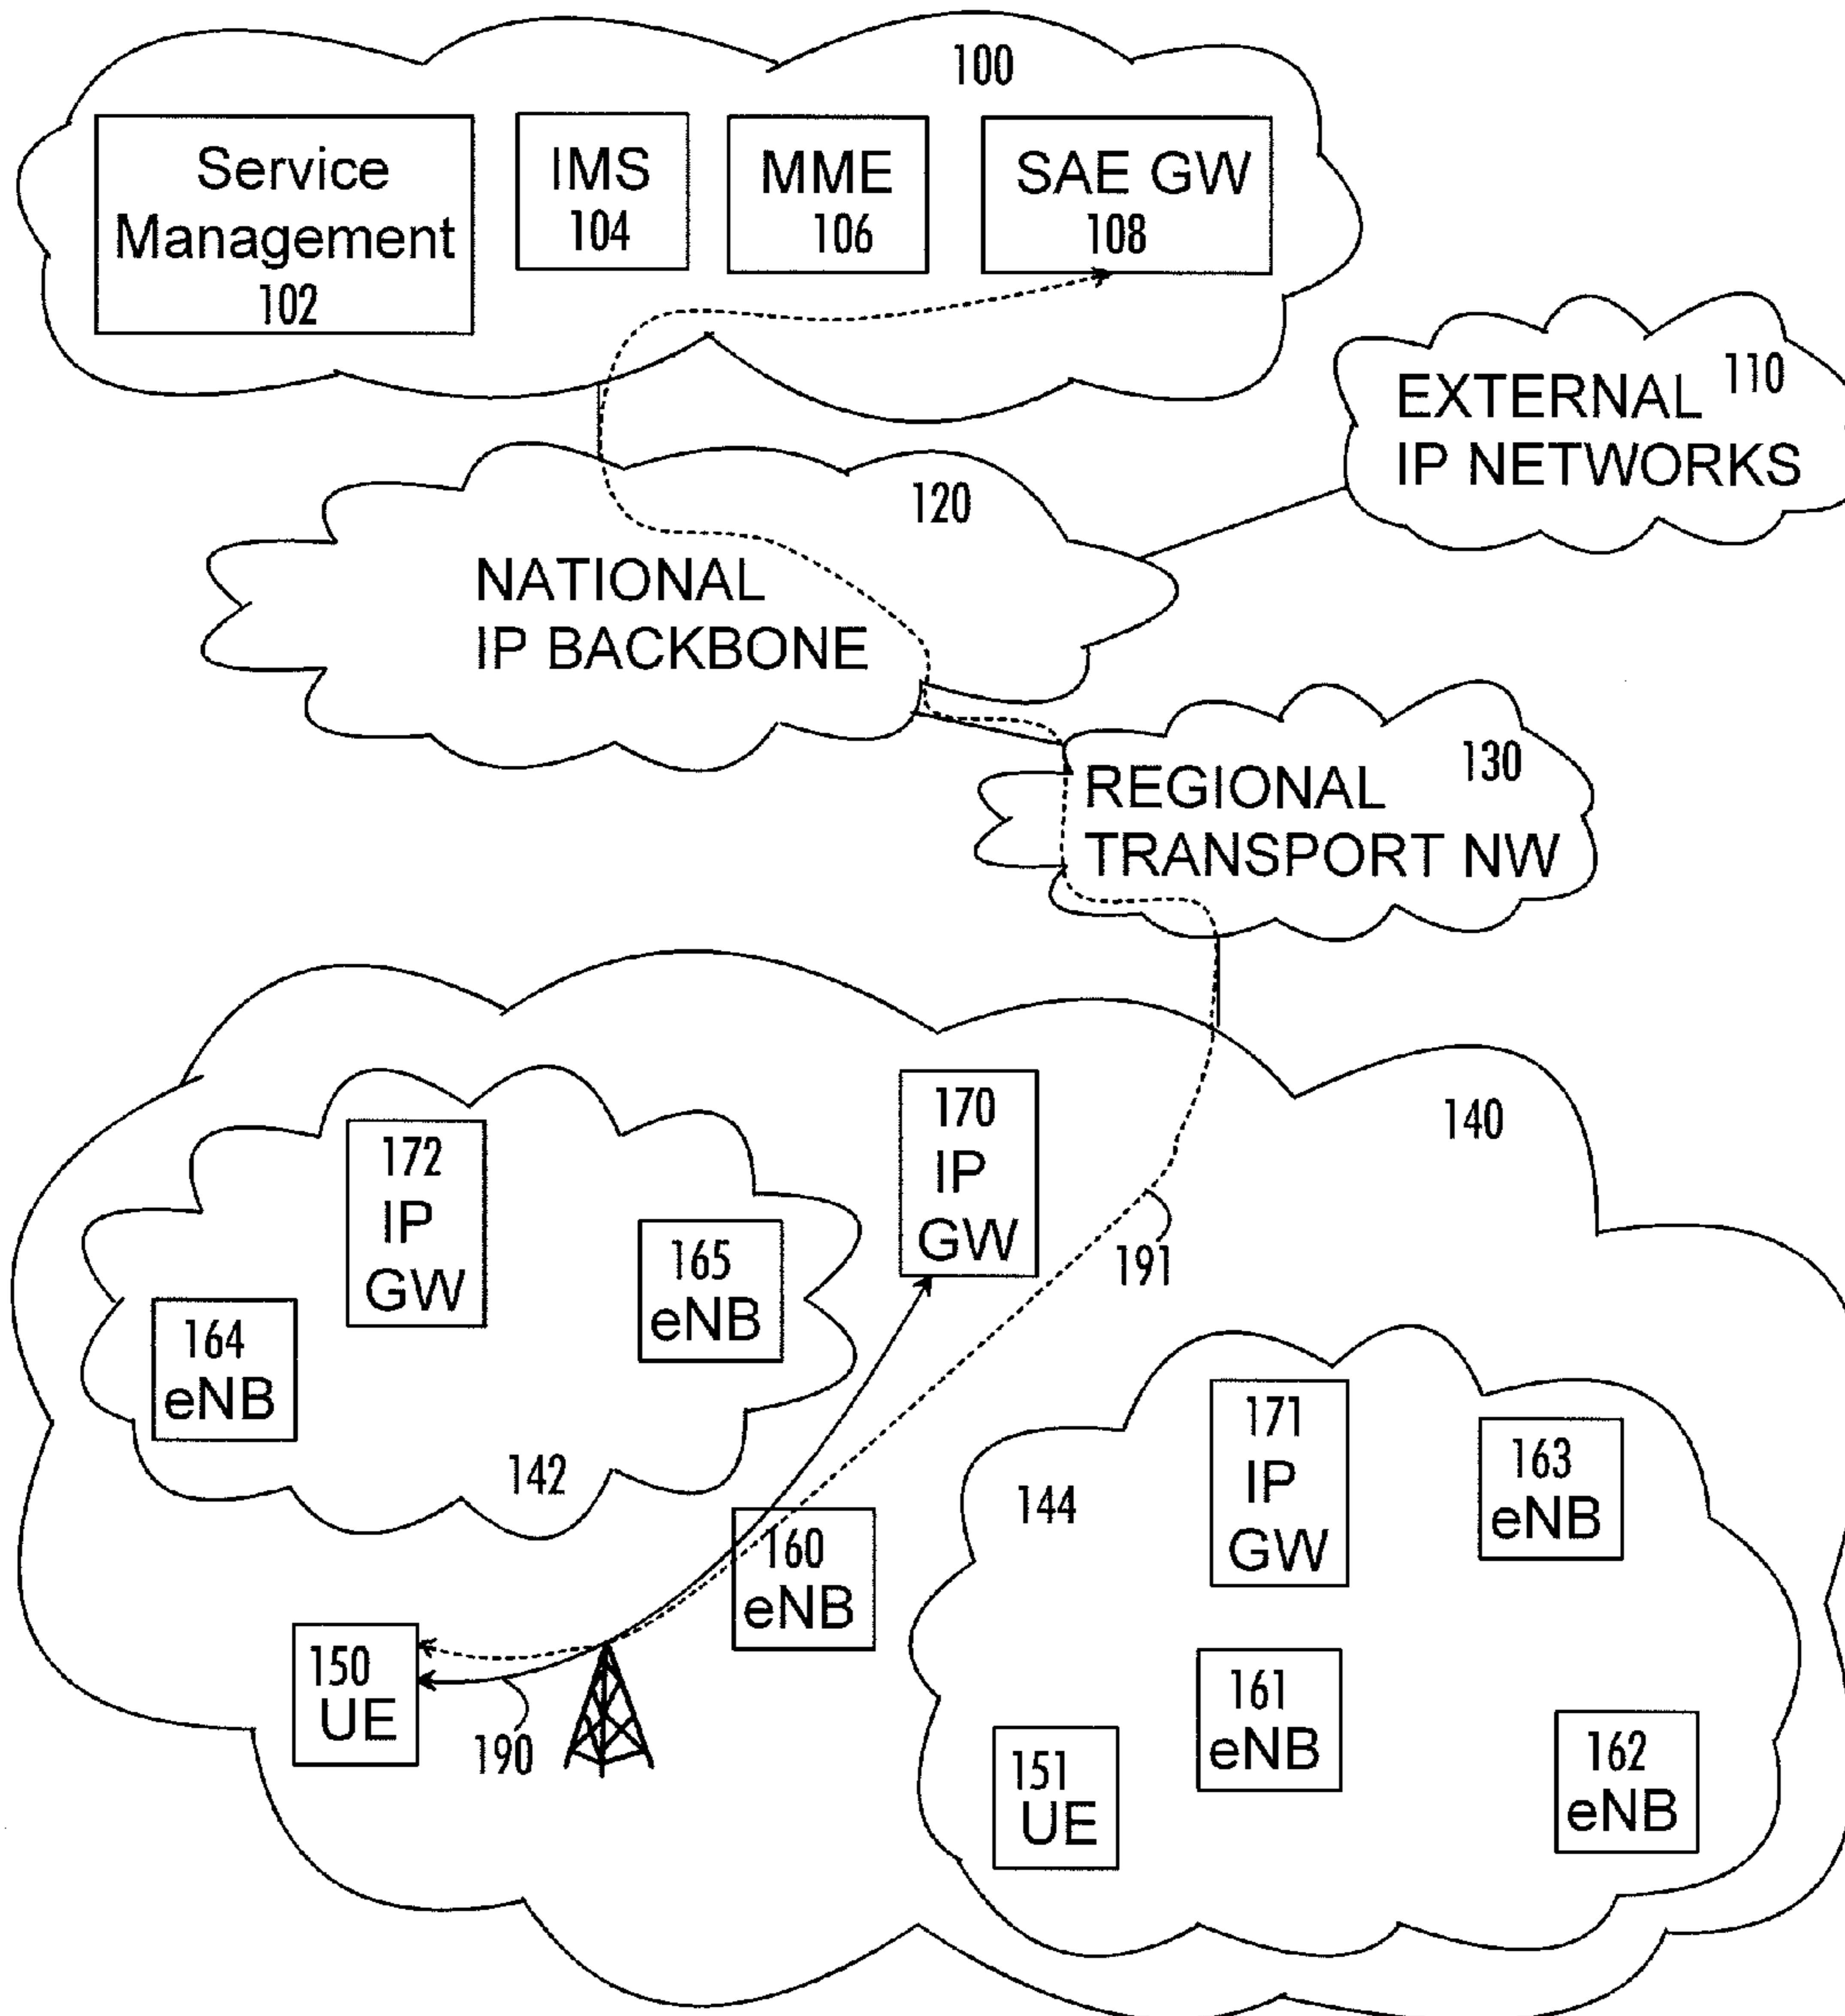 100
Service
Management
102
IMS
104
MME
106
SAE GW
108
EXTERNAL 110
IP NETWORKS
120
NATIONAL
IP BACKBONE
130
REGIONAL
TRANSPORT NW
140
170
IP
GW
191
172
IP
GW
165
eNB
164
eNB
142
160
eNB
144
171
IP
GW
163
eNB
150
UE
190
161
eNB
151
UE
162
eNB